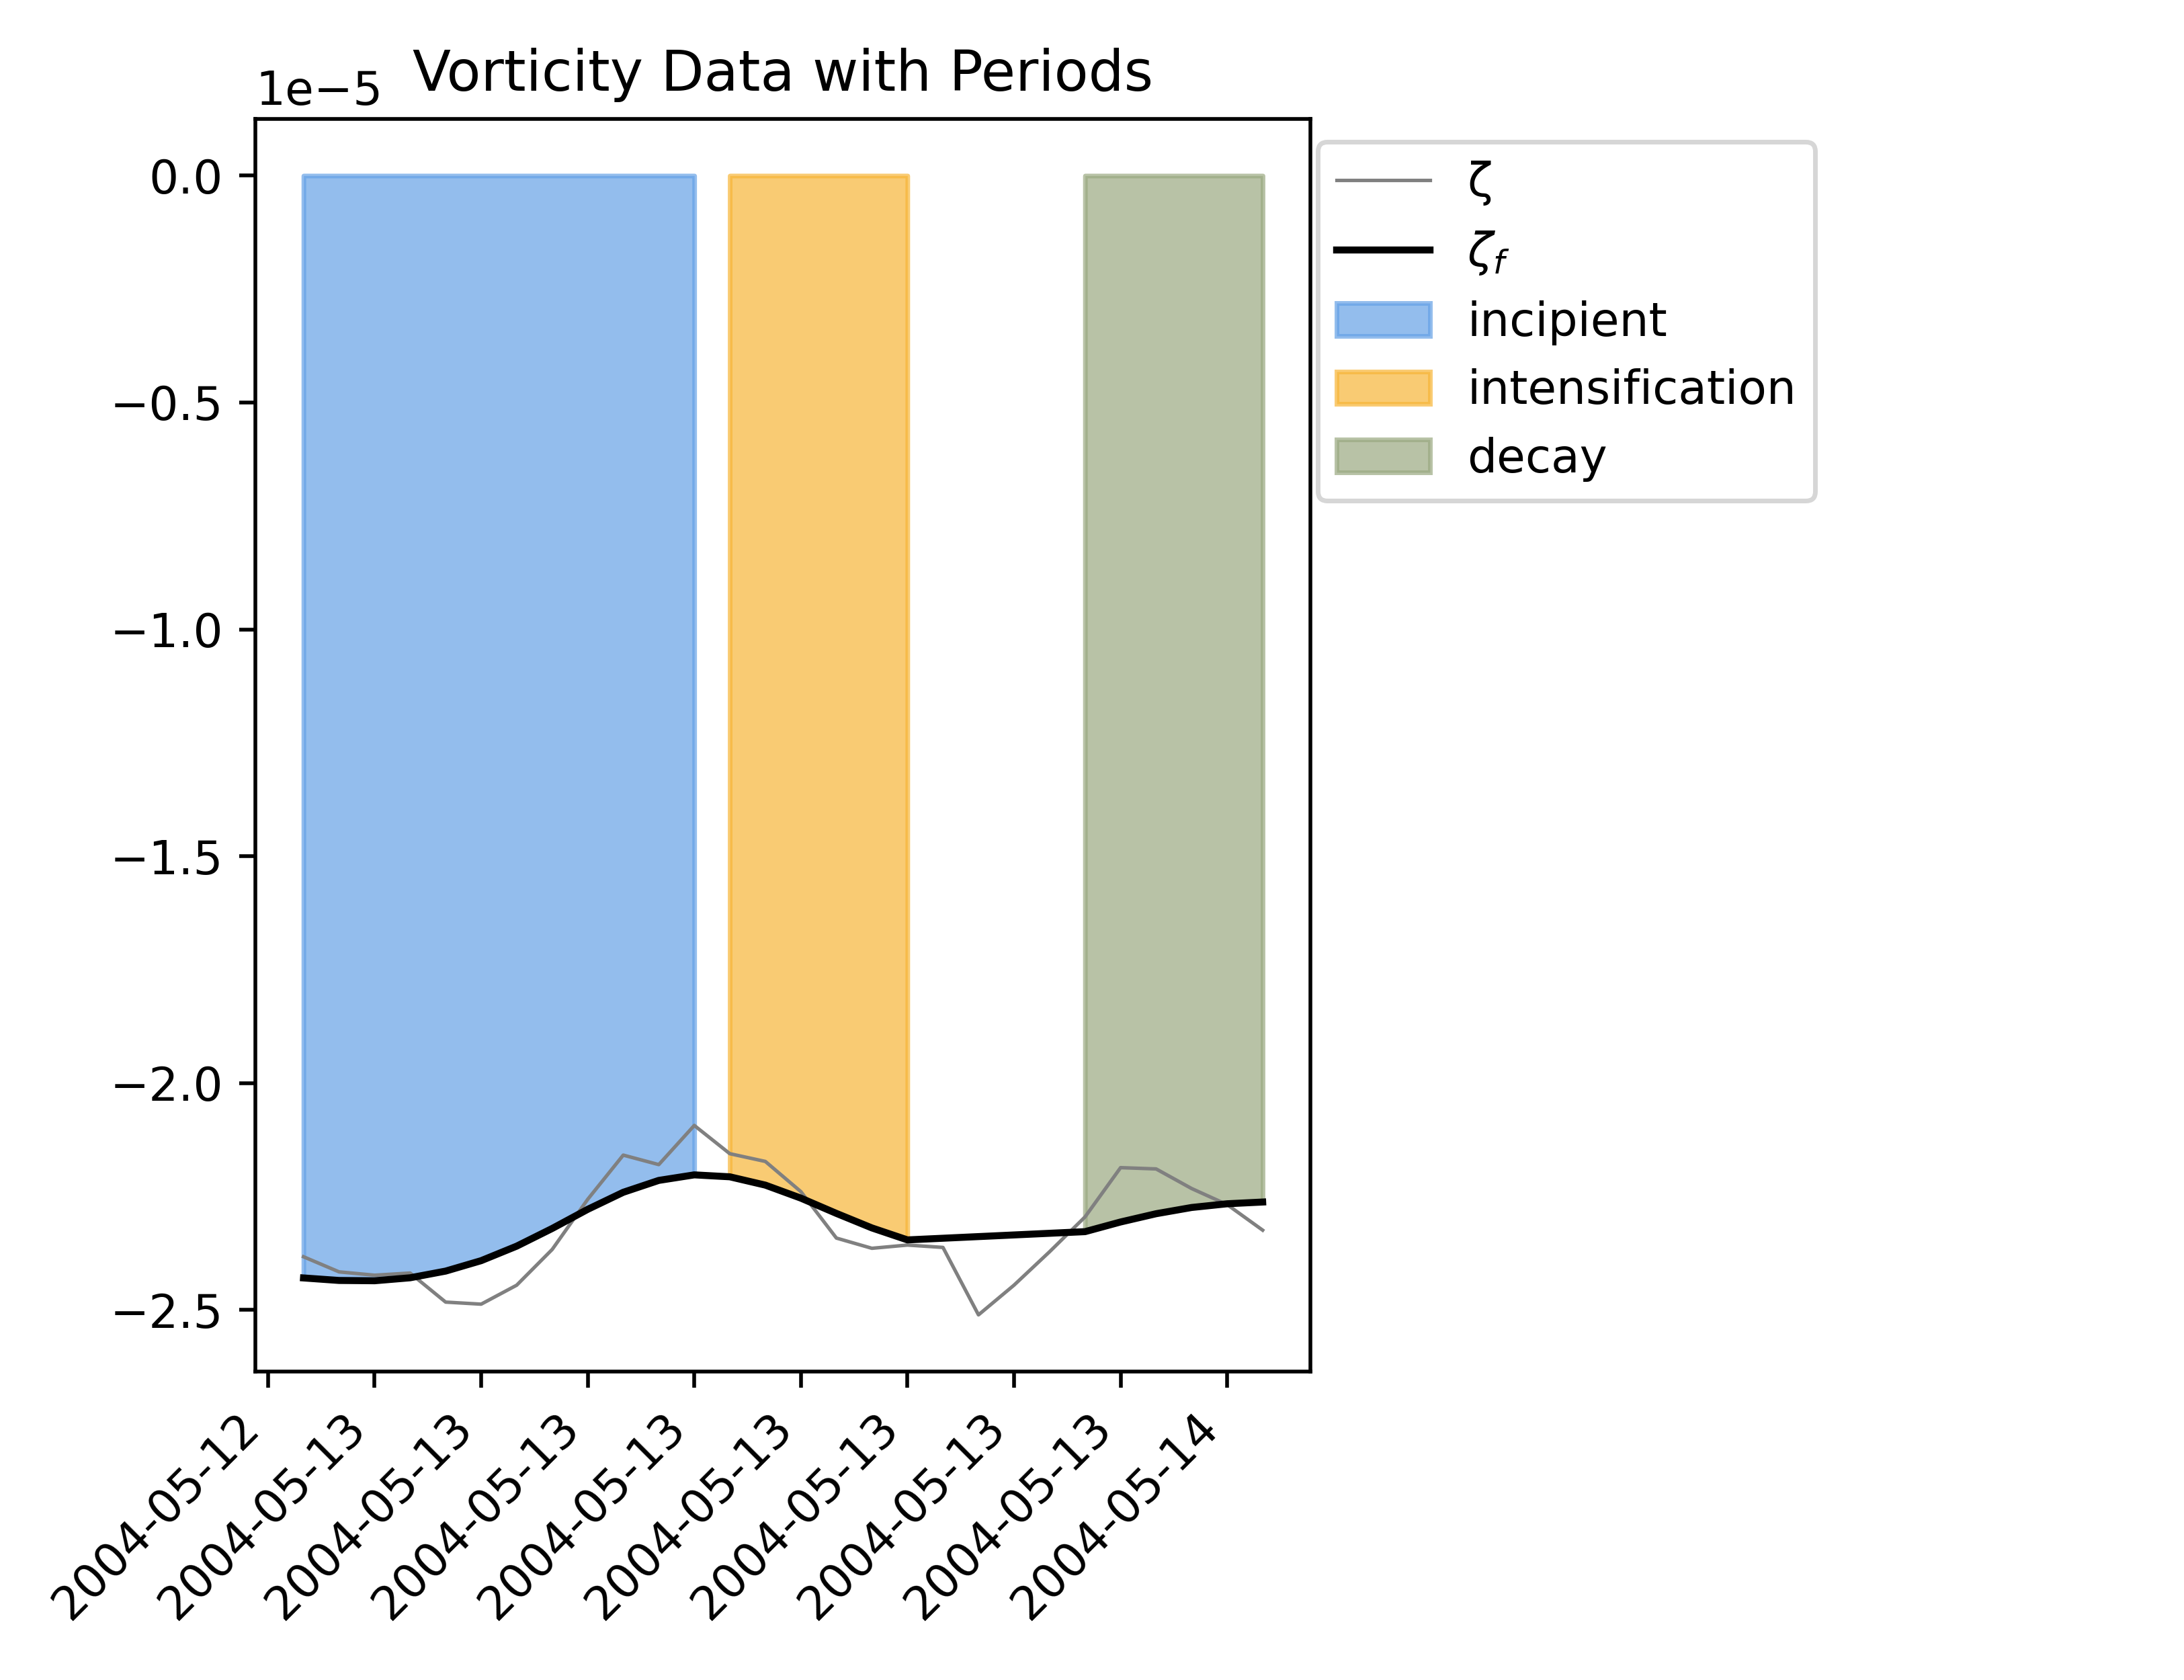 Vorticity Data with Periods
1e−5
0.0
−0.5
−1.0
−1.5
−2.0
−2.5
2004-05-12
2004-05-13
2004-05-13
2004-05-13
2004-05-13
2004-05-13
2004-05-13
2004-05-13
2004-05-13
2004-05-14
ζ
ζf
incipient
intensification
decay